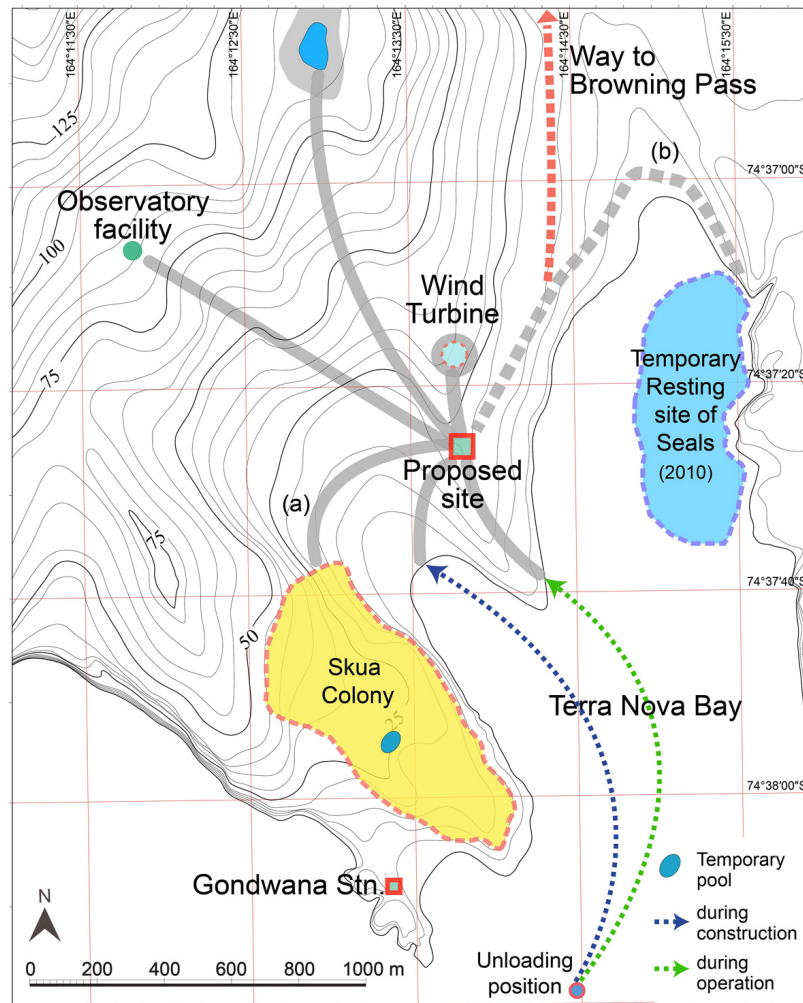 164°11'30"E
164°12'30"E
164°13'30"E
164°14'30"E
164°15'30"E
Way to
Browning Pass
125
(b)
74°37'00"S
Observatory
facility
100
Wind
Turbine
75
Temporary
Resting
site of
Seals
(2010)
74°37'20"S
Proposed
site
(a)
75
74°37'40"S
50
Skua
Colony
25
Terra Nova Bay
74°38'00"S
Gondwana Stn.
Temporary
pool
N
during
construction
0 200 400 600 800 1000 m
Unloading
position
during
operation